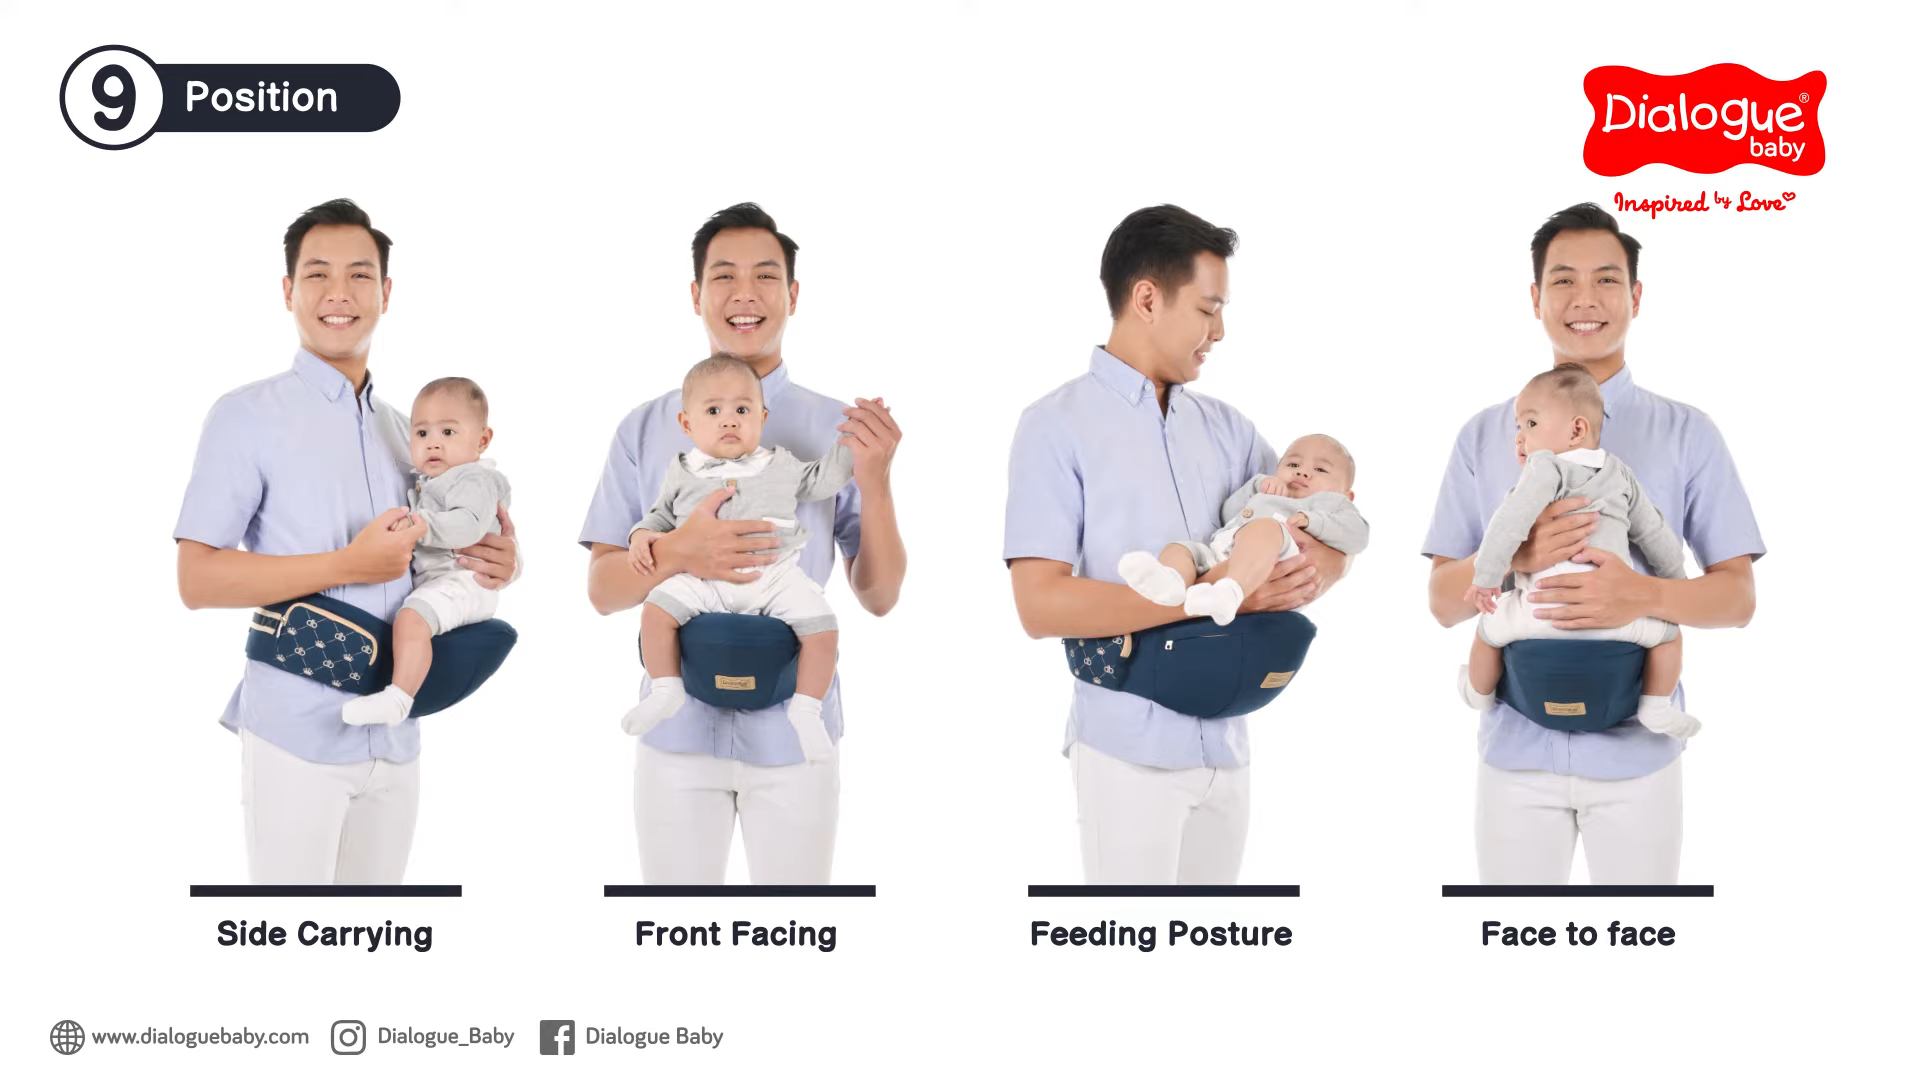 9 Position
Dialogue®
baby
Inspired by Love
Side Carrying
Front Facing
Feeding Posture
Face to face
www.dialoguebaby.com
Dialogue_Baby
Dialogue Baby